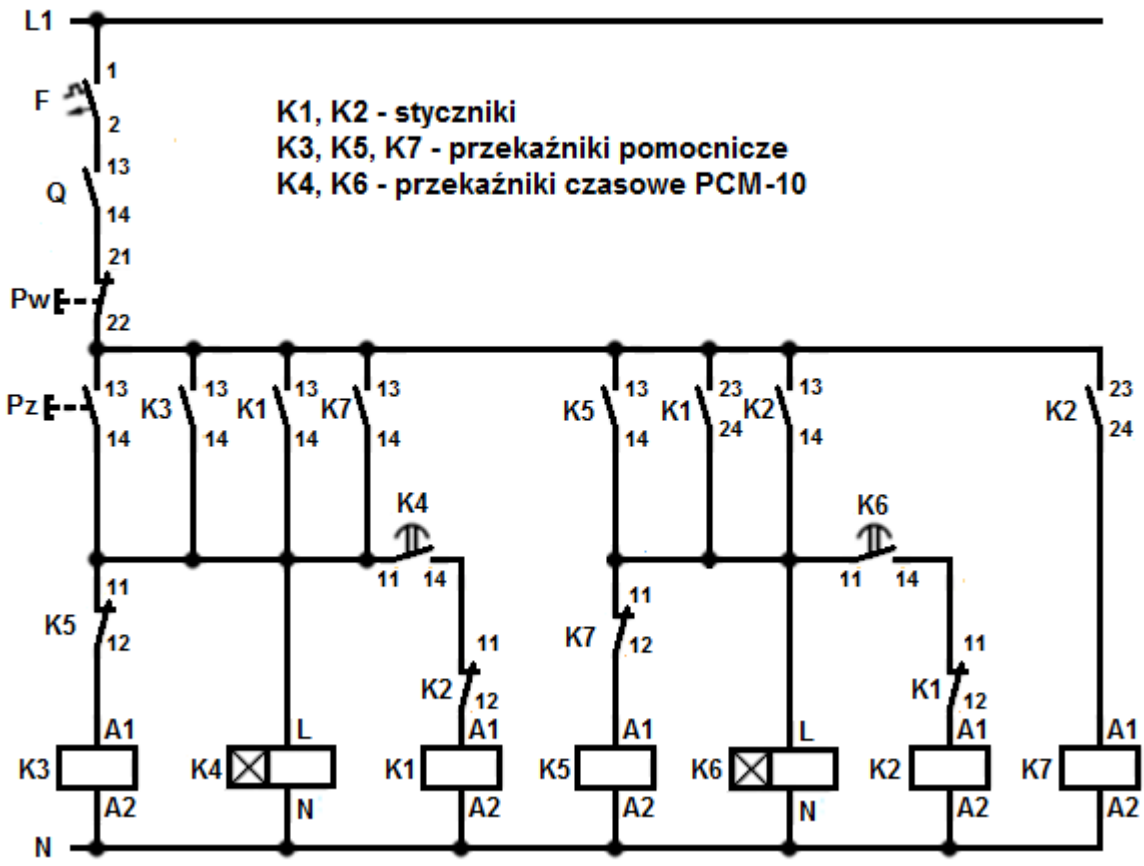 L1
1
F
2
K1, K2 - styczniki
K3, K5, K7 - przekaźniki pomocnicze
K4, K6 - przekaźniki czasowe PCM-10
13
Q
14
21
Pw
22
13 13 13 13 13 23 13 23
Pz K3 K1 K7 K5 K1 K2 K2
14 14 14 14 14 24 14 24
K4 K6
11 14 11 14
11 11
K5 K7
12 12
11 11
K2 K1
12 12
A1 L A1 A1 L A1 A1
K3 K4 K1 K5 K6 K2 K7
A2 N A2 A2 N A2 A2
N